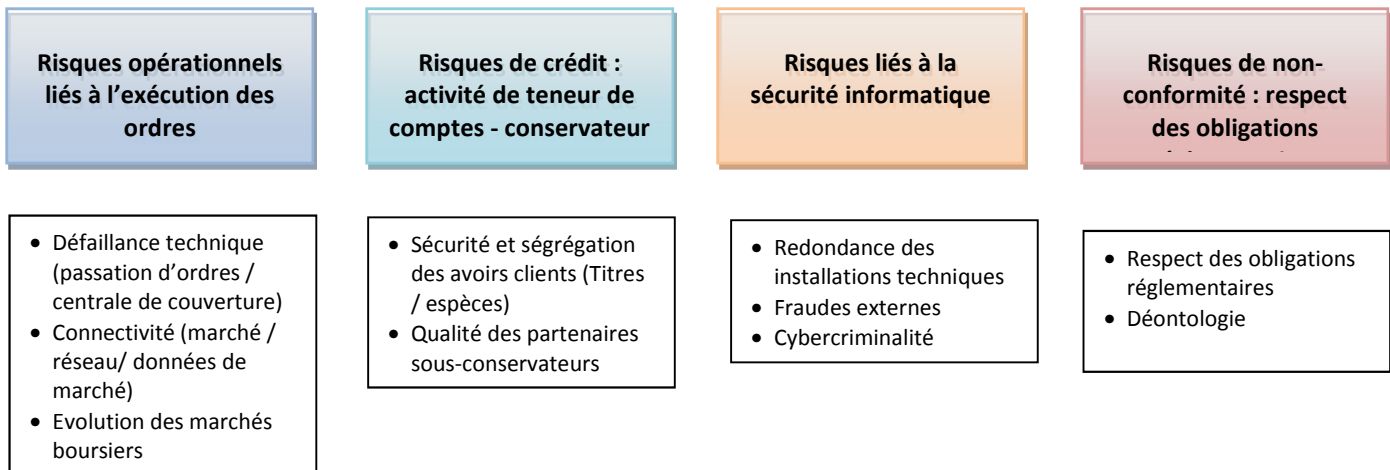 Risques opérationnels
liés à l’exécution des
ordres
Risques de crédit :
activité de teneur de
comptes - conservateur
Risques liés à la
sécurité informatique
Risques de non-
conformité : respect
des obligations
• Défaillance technique
(passation d’ordres /
centrale de couverture)
• Connectivité (marché /
réseau/ données de
marché)
• Evolution des marchés
boursiers
• Sécurité et ségrégation
des avoirs clients (Titres
/ espèces)
• Qualité des partenaires
sous-conservateurs
• Redondance des
installations techniques
• Fraudes externes
• Cybercriminalité
• Respect des obligations
réglementaires
• Déontologie